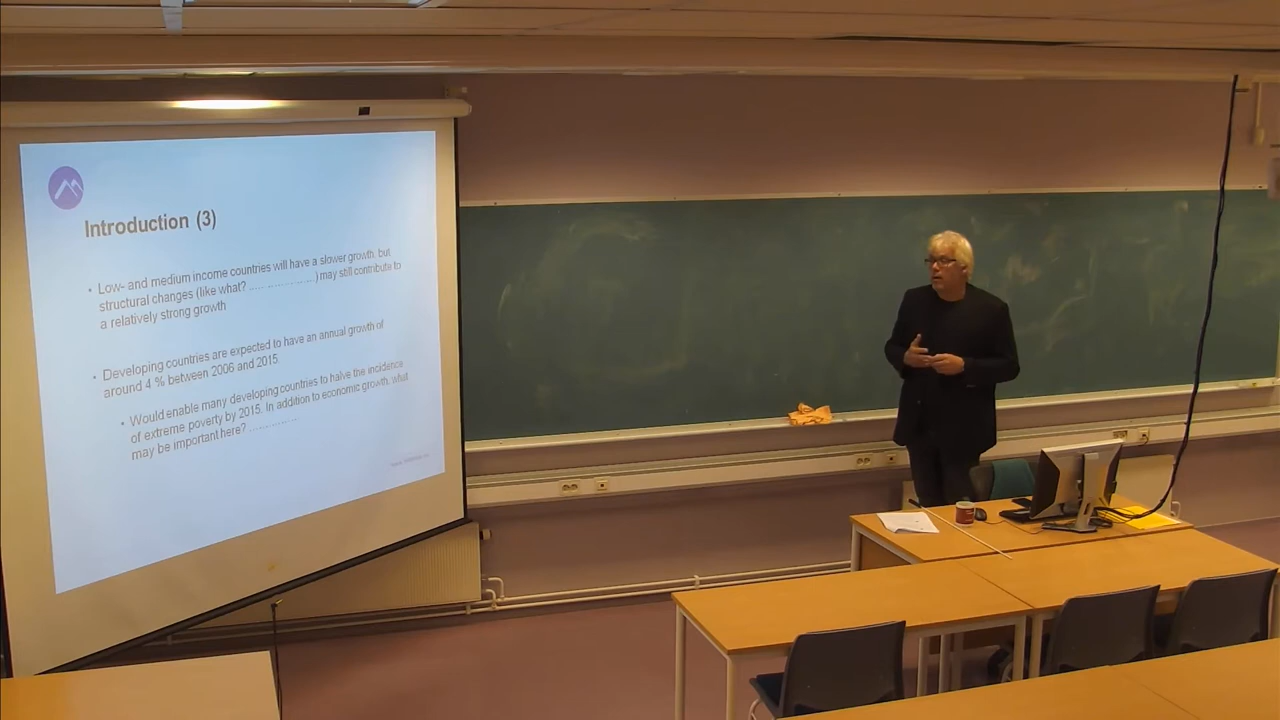 Introduction (3)
Low- and medium income countries will have a slower growth, but
structural changes (like what? ......................) may still contribute to
a relatively strong growth
Developing countries are expected to have an annual growth of
around 4 % between 2006 and 2015
Would enable many developing countries to halve the incidence
of extreme poverty by 2015. In addition to economic growth, what
may be important here? ................